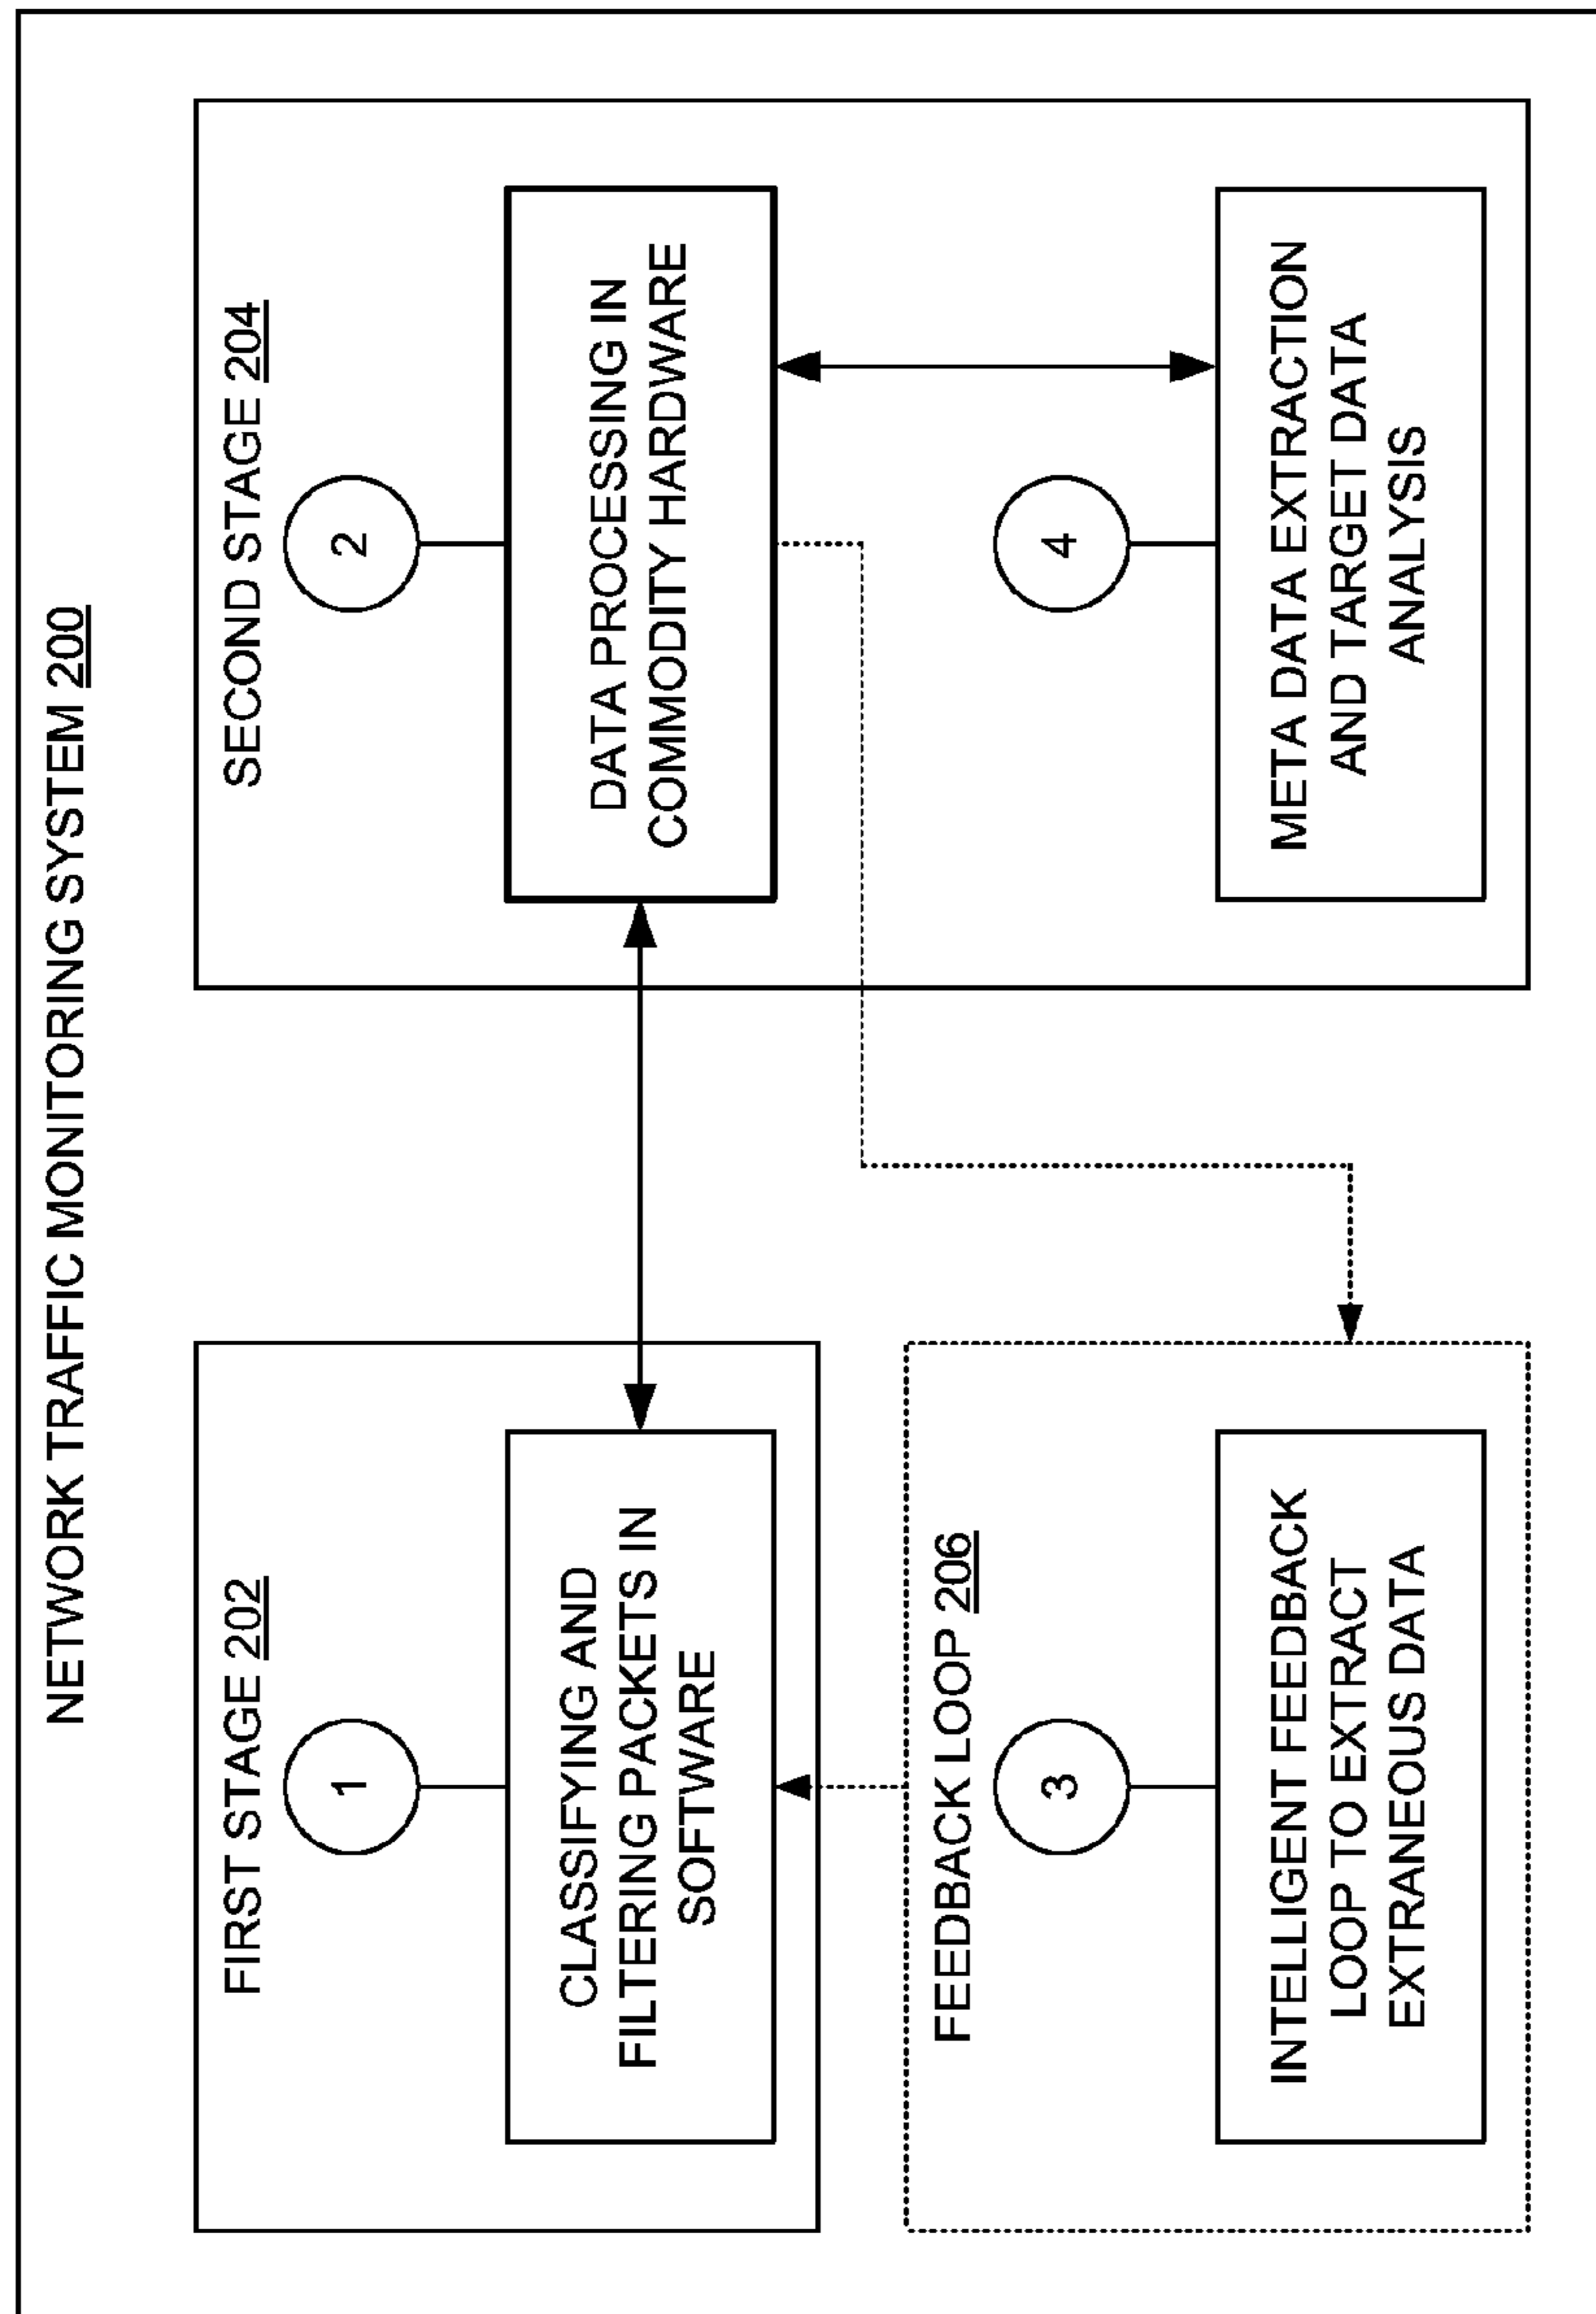 NETWORK TRAFFIC MONITORING SYSTEM 200
FIRST STAGE 202
1
CLASSIFYING AND
FILTERING PACKETS IN
SOFTWARE
SECOND STAGE 204
2
DATA PROCESSING IN
COMMODITY HARDWARE
FEEDBACK LOOP 206
3
INTELLIGENT FEEDBACK
LOOP TO EXTRACT
EXTRANEOUS DATA
4
META DATA EXTRACTION
AND TARGET DATA
ANALYSIS